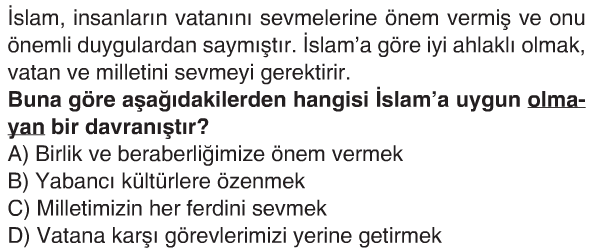 İslam, insanların vatanını sevmelerine önem vermiş ve onu
önemli duygulardan saymıştır. İslam'a göre iyi ahlaklı olmak,
vatan ve milletini sevmeyi gerektirir.
Buna göre aşağıdakilerden hangisi İslam'a uygun olma-
yan bir davranıştır?
A) Birlik ve beraberliğimize önem vermek
B) Yabancı kültürlere özenmek
C) Milletimizin her ferdini sevmek
D) Vatana karşı görevlerimizi yerine getirmek